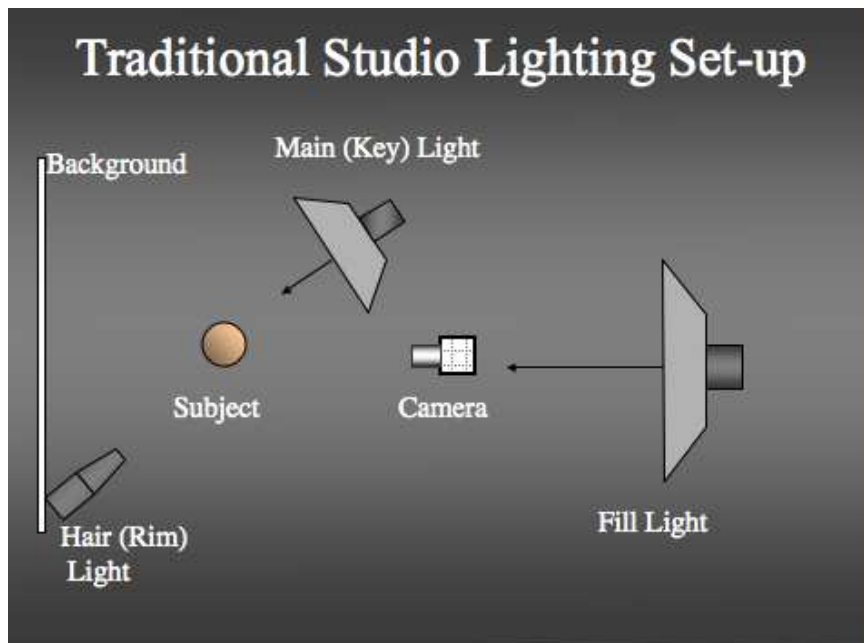 Traditional Studio Lighting Set-up
Main (Key) Light
Background
Subject
Camera
Fill Light
Hair (Rim)
Light